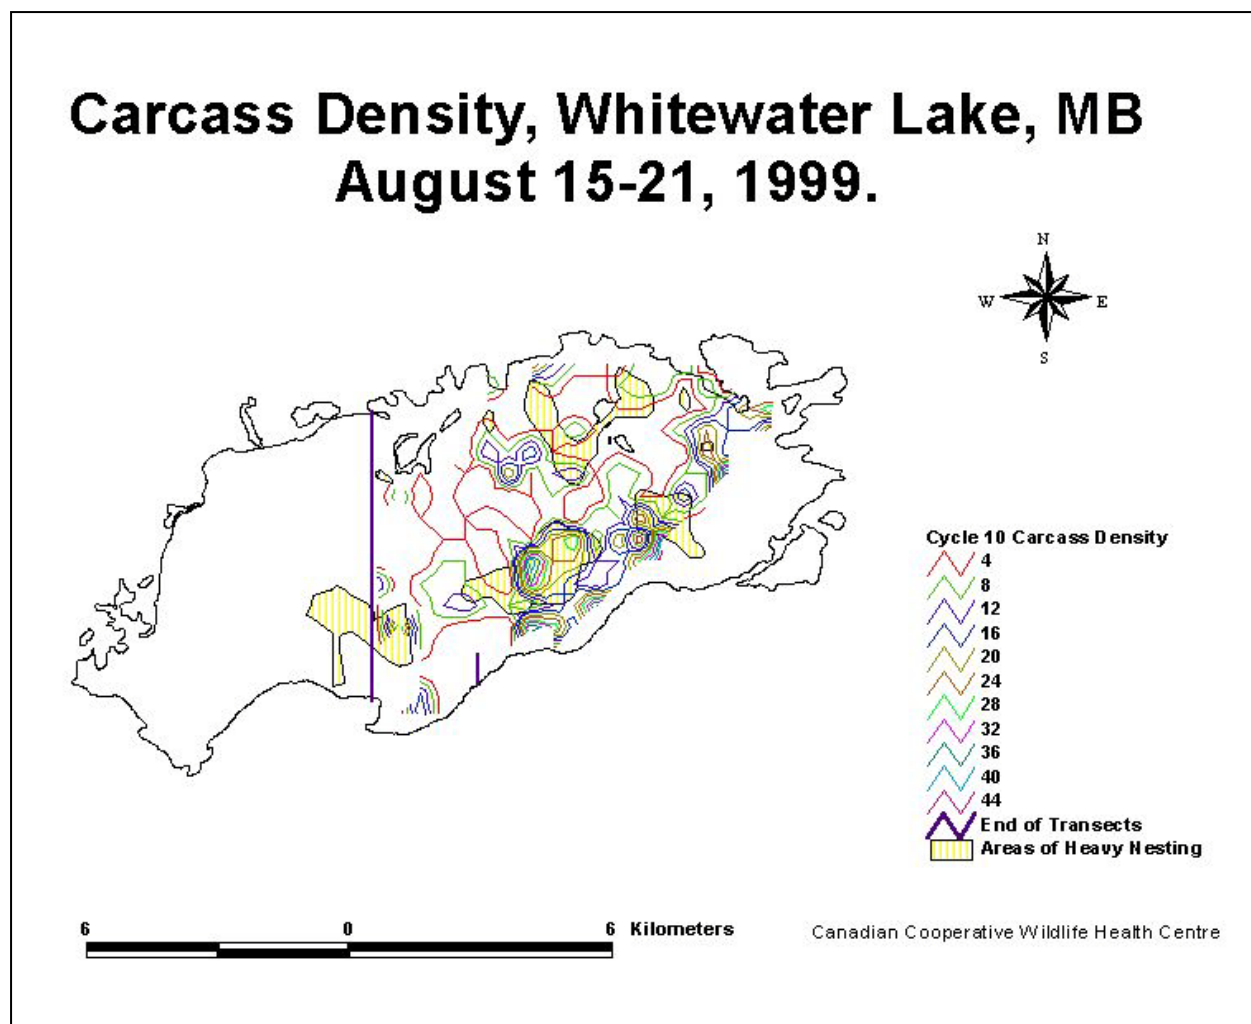 Carcass Density, Whitewater Lake, MB
August 15-21, 1999.
N
W
E
S
Cycle 10 Carcass Density
4
8
12
16
20
24
28
32
36
40
44
End of Transects
Areas of Heavy Nesting
6 0 6 Kilometers
Canadian Cooperative Wildlife Health Centre